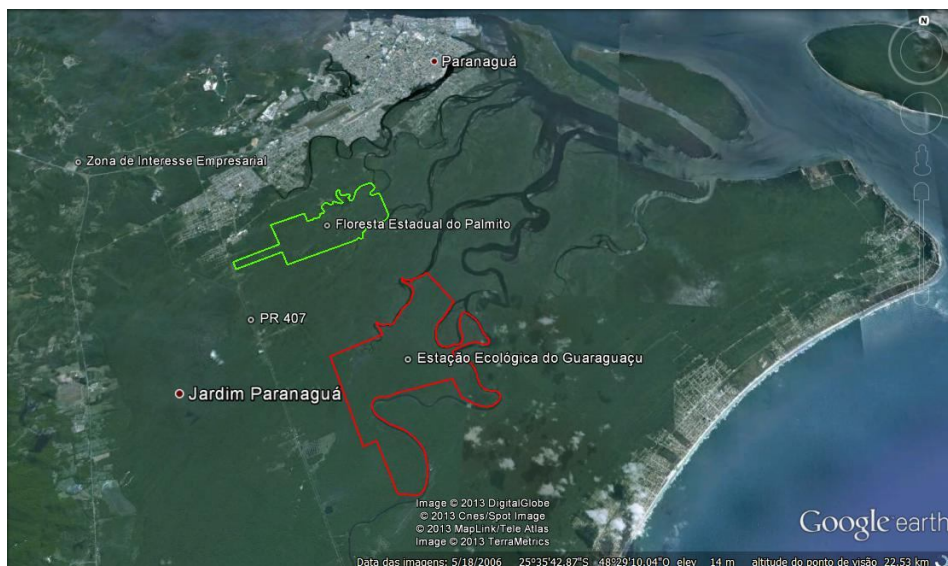 N
Paranaguá
Zona de Interesse Empresarial
Floresta Estadual do Palmito
PR 407
Estação Ecológica do Guaraguaçu
Jardim Paranaguá
Image © 2013 DigitalGlobe
© 2013 Cnes/Spot Image
© 2013 MapLink/Tele Atlas
Image © 2013 TerraMetrics
Google earth
Data das imagens: 5/18/2006 25°35'42.87"S 48°29'10.04"O elev 14 m altitude do ponto de visão 22.53 km